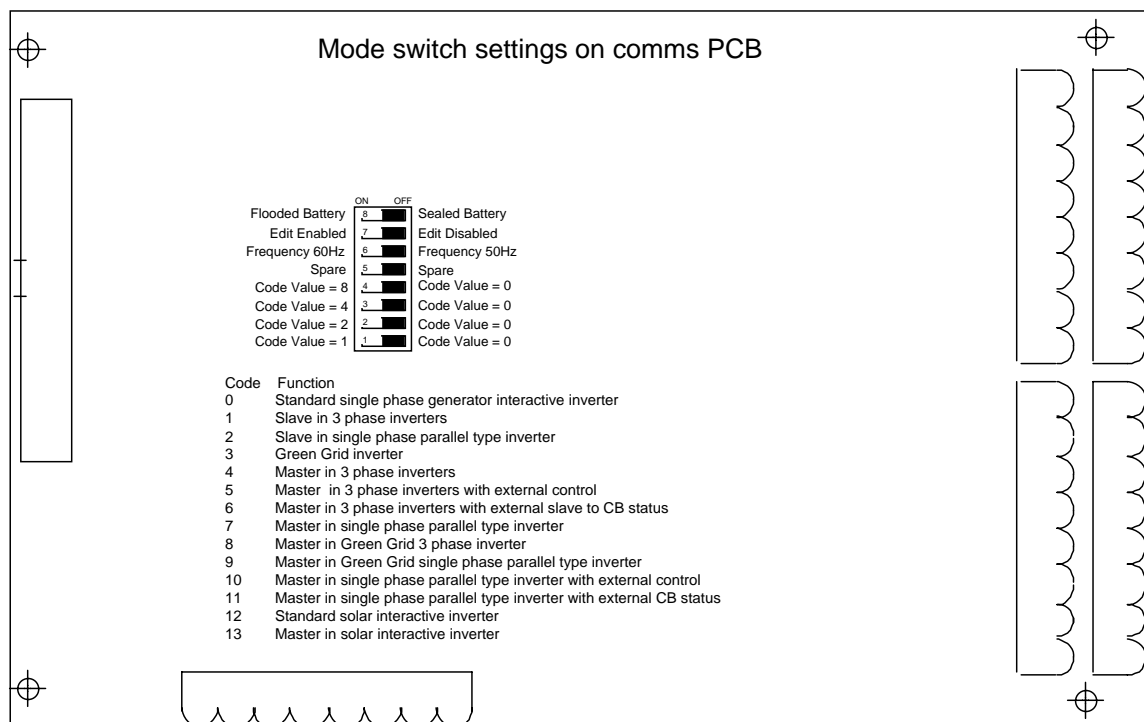 Mode switch settings on comms PCB
ON OFF
Flooded Battery 8 Sealed Battery
Edit Enabled 7 Edit Disabled
Frequency 60Hz 6 Frequency 50Hz
Spare 5 Spare
Code Value = 8 4 Code Value = 0
Code Value = 4 3 Code Value = 0
Code Value = 2 2 Code Value = 0
Code Value = 1 1 Code Value = 0
Code Function
0 Standard single phase generator interactive inverter
1 Slave in 3 phase inverters
2 Slave in single phase parallel type inverter
3 Green Grid inverter
4 Master in 3 phase inverters
5 Master in 3 phase inverters with external control
6 Master in 3 phase inverters with external slave to CB status
7 Master in single phase parallel type inverter
8 Master in Green Grid 3 phase inverter
9 Master in Green Grid single phase parallel type inverter
10 Master in single phase parallel type inverter with external control
11 Master in single phase parallel type inverter with external CB status
12 Standard solar interactive inverter
13 Master in solar interactive inverter